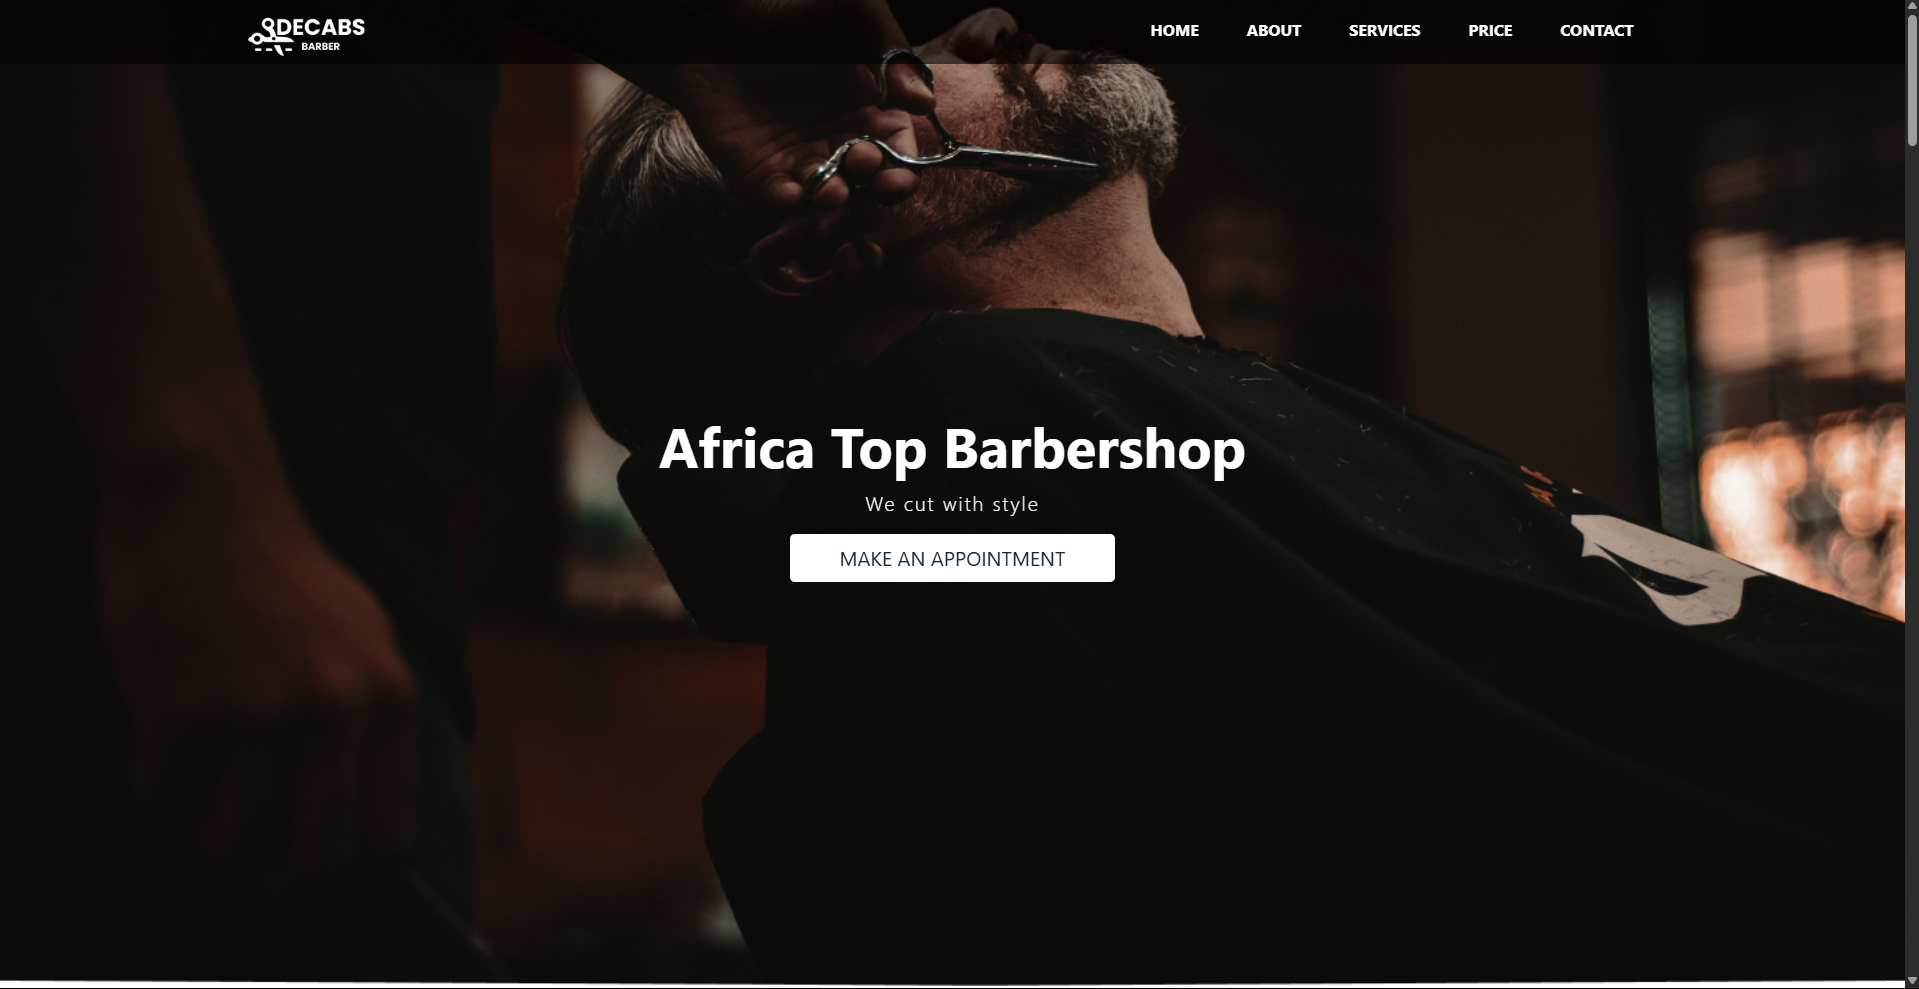 DECABS
BARBER
HOME ABOUT SERVICES PRICE CONTACT
Africa Top Barbershop
We cut with style
MAKE AN APPOINTMENT